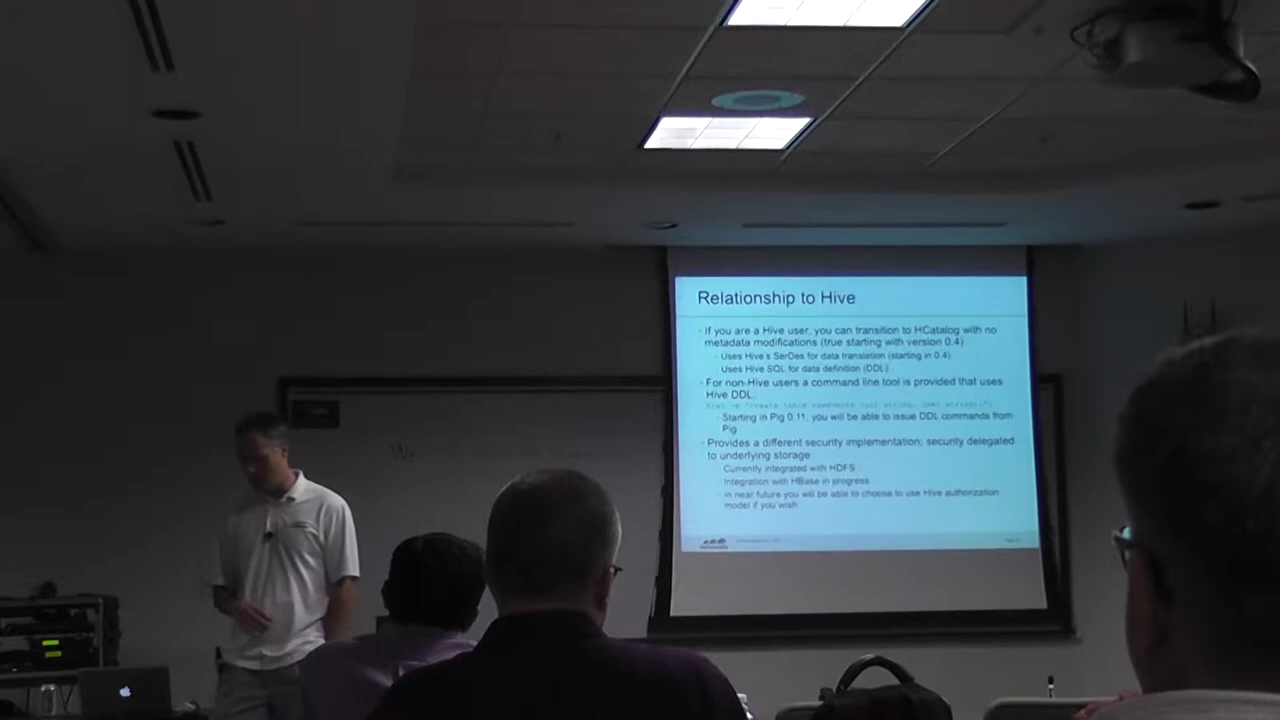 Relationship to Hive
If you are a Hive user, you can transition to HCatalog with no
metadata modifications (true starting with version 0.4)
Uses Hive's SerDes for data translation (starting in 0.4)
Uses Hive SQL for data definition (DDL)
For non-Hive users a command line tool is provided that uses
Hive DDL
Starting in Pig 0.11, you will be able to issue DDL commands from
Pig
Provides a different security implementation; security delegated
to underlying storage
Currently integrated with HDFS
Integration with HBase in progress
In near future you will be able to choose to use Hive authorization
model if you wish